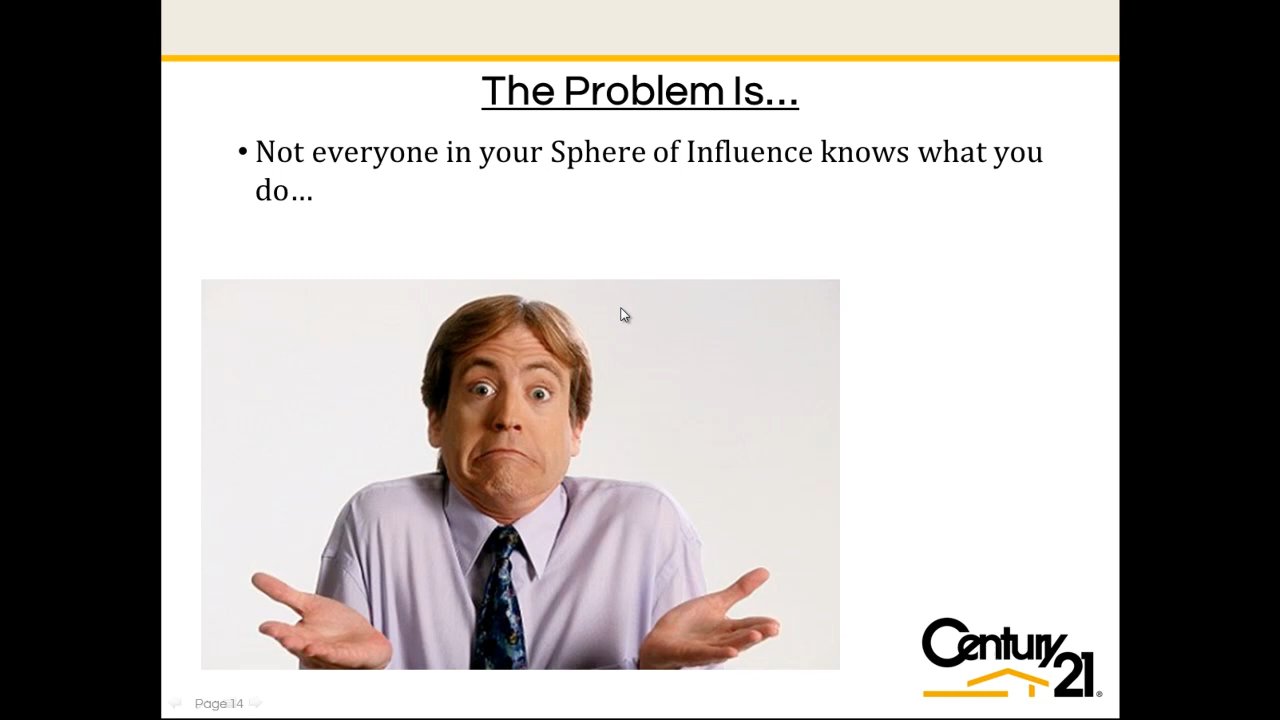 The Problem Is...
• Not everyone in your Sphere of Influence knows what you
do...
Century
21®
Page 14